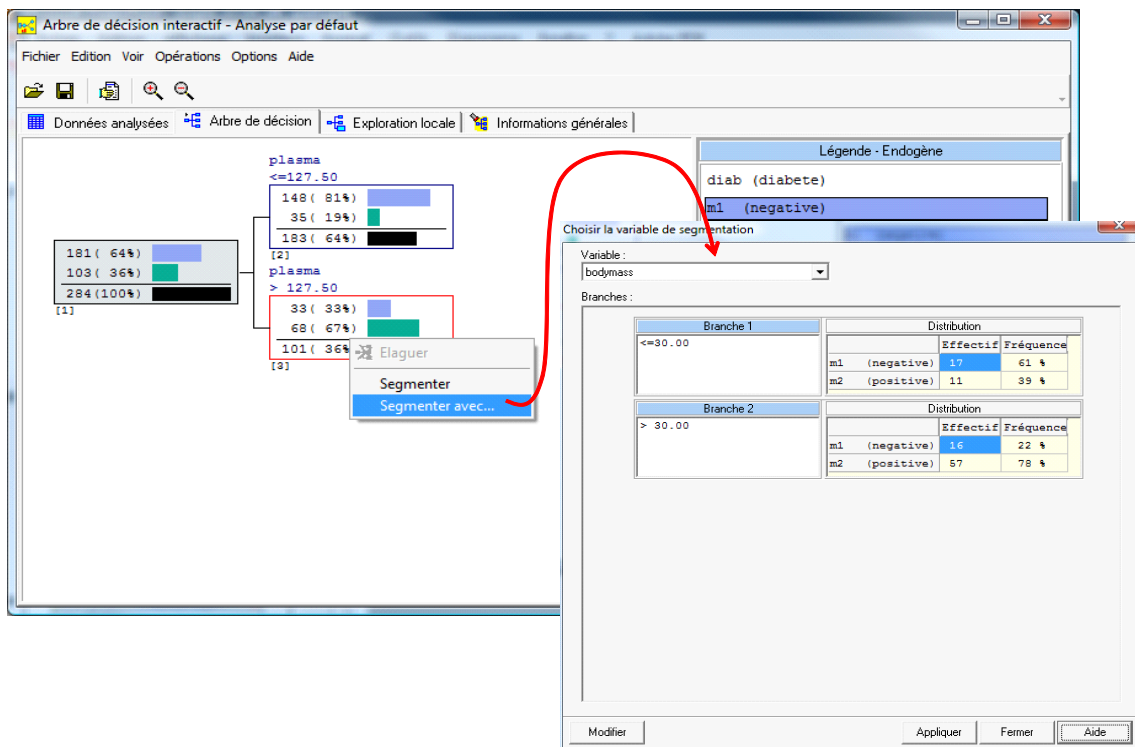 Arbre de décision interactif - Analyse par défaut
Fichier Edition Voir Opérations Options Aide
Données analysées Arbre de décision Exploration locale Informations générales
181( 64%)
103( 36%)
284(100%)
[1]
plasma
<=127.50
148( 81%)
35( 19%)
183( 64%)
[2]
plasma
> 127.50
33( 33%)
68( 67%)
101( 36%
[3]
Elaguer
Segmenter
Segmenter avec...
Légende - Endogène
diab (diabete)
m1 (negative)
Choisir la variable de segmentation
Variable :
bodymass
Branches :
Branche 1 Distribution
<=30.00 Effectif Fréquence
m1 (negative) 17 61 %
m2 (positive) 11 39 %
Branche 2 Distribution
> 30.00 Effectif Fréquence
m1 (negative) 16 22 %
m2 (positive) 57 78 %
Modifier Appliquer Fermer Aide